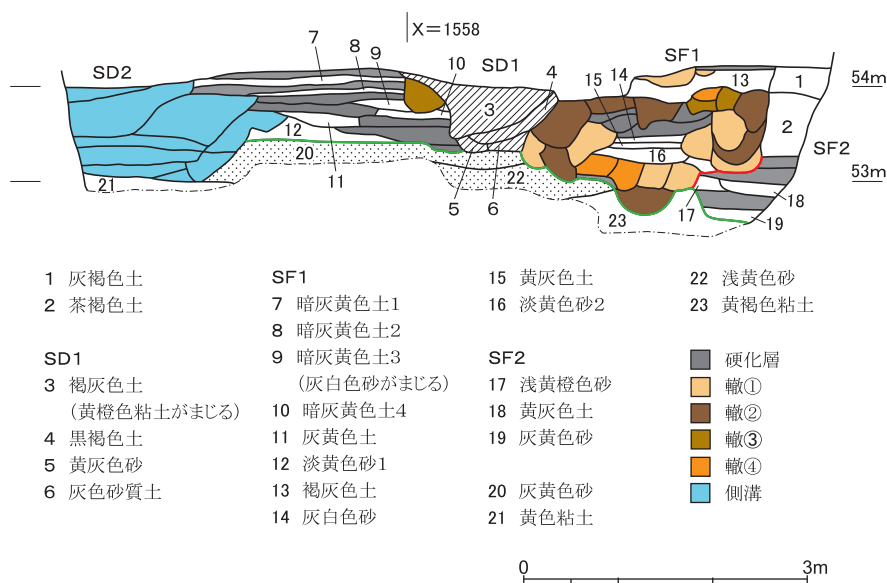 X＝1558
7
8
9
10
SD1
4
SD2
SF1
15
14
13
1
54m
3
2
12
20
11
16
SF2
53m
21
22
5
6
23
17
18
19
1 灰褐色土
2 茶褐色土
SD1
3 褐灰色土
(黄橙色粘土がまじる)
4 黒褐色土
5 黄灰色砂
6 灰色砂質土
SF1
7 暗灰黄色土1
8 暗灰黄色土2
9 暗灰黄色土3
(灰白色砂がまじる)
10 暗灰黄色土4
11 灰黄色土
12 淡黄色砂1
13 褐灰色土
14 灰白色砂
15 黄灰色土
16 淡黄色砂2
SF2
17 浅黄橙色砂
18 黄灰色土
19 灰黄色砂
20 灰黄色砂
21 黄色粘土
22 浅黄色砂
23 黄褐色粘土
硬化層
轍①
轍②
轍③
轍④
側溝
0
3m